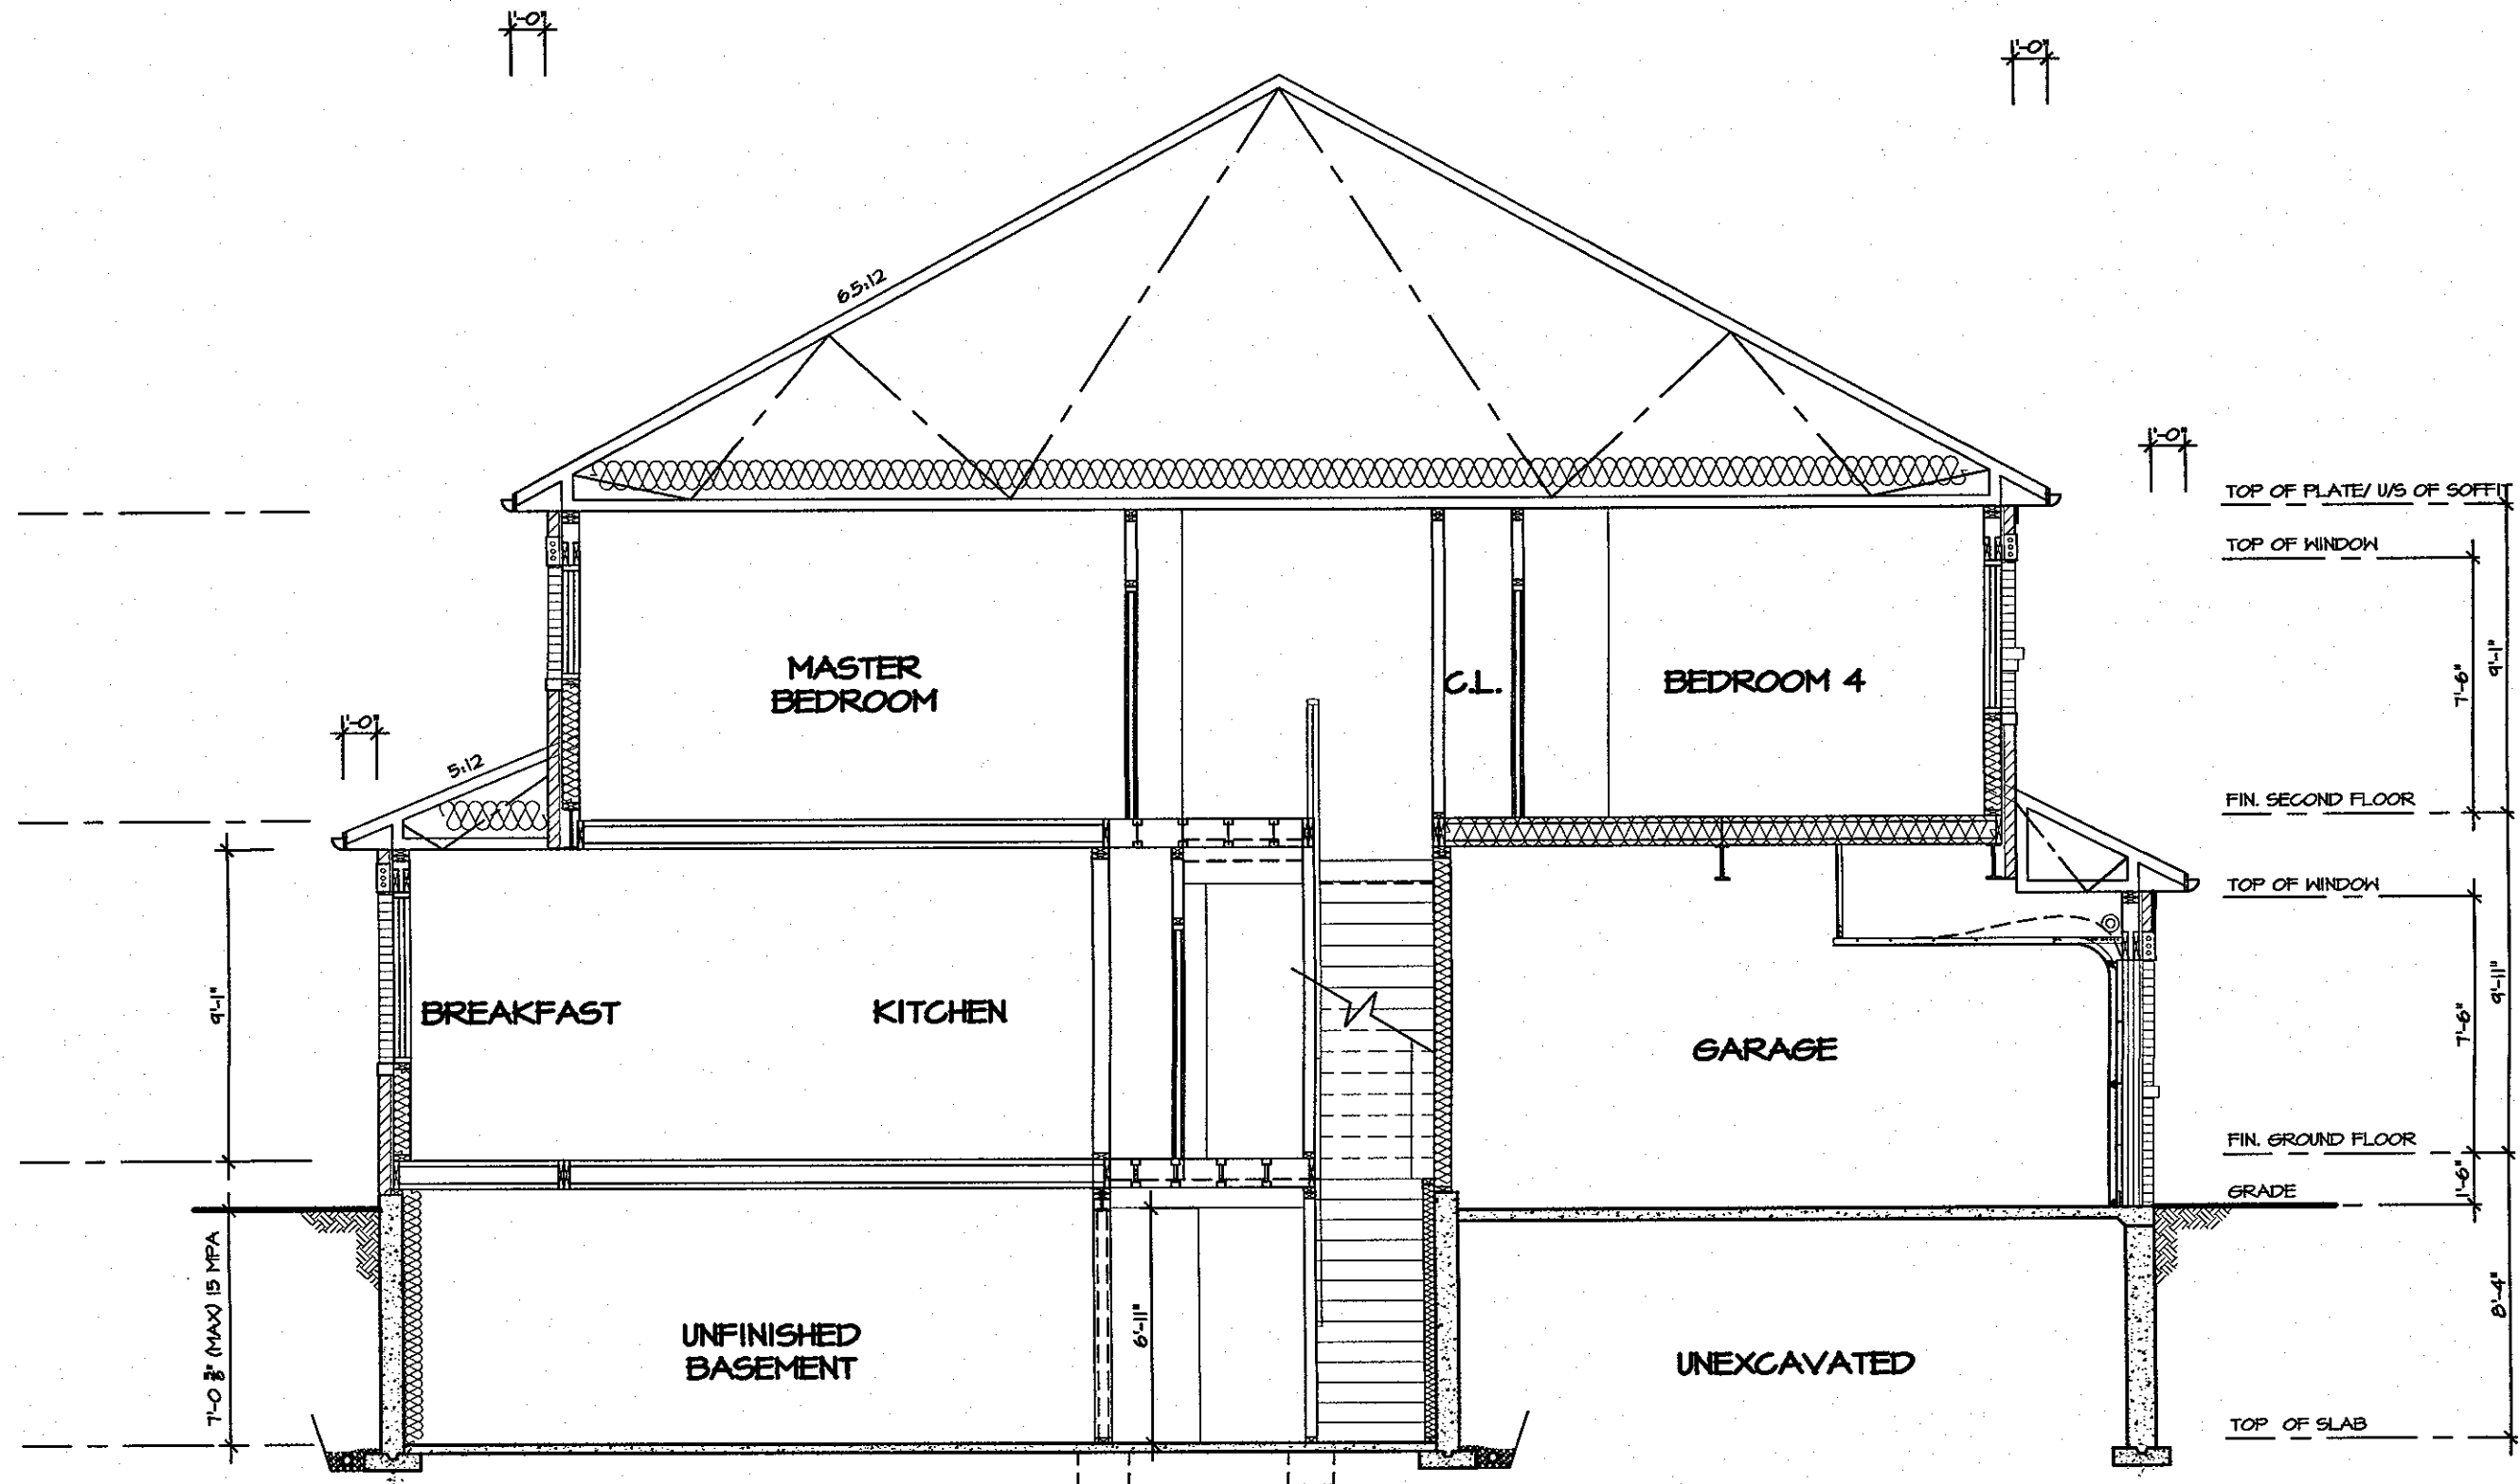 1'-0"
1'-0"
6.5:12
1'-0"
TOP OF PLATE/ U/S OF SOFFIT
TOP OF WINDOW
MASTER
BEDROOM
C.L.
BEDROOM 4
7'-6"
9'-1"
1'-0"
5:12
FIN. SECOND FLOOR
TOP OF WINDOW
9'-1"
BREAKFAST
KITCHEN
GARAGE
7'-6"
9'-11"
FIN. GROUND FLOOR
GRADE
1'-6"
7'-0 ⅜" (MAX) 15 MPA
UNFINISHED
BASEMENT
6'-11"
UNEXCAVATED
8'-4"
TOP OF SLAB